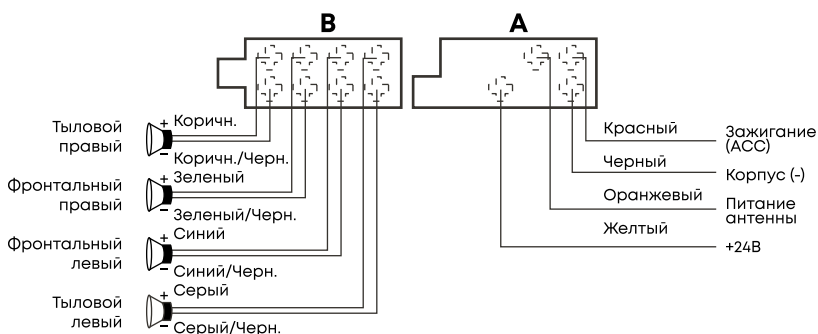 B
A
Тыловой
правый
+ Коричн.
− Коричн./Черн.
Фронтальный
правый
+ Зеленый
− Зеленый/Черн.
Фронтальный
левый
+ Синий
− Синий/Черн.
Тыловой
левый
+ Серый
− Серый/Черн.
Красный
Зажигание
(ACC)
Черный
Корпус (-)
Оранжевый
Питание
антенны
Желтый
+24В